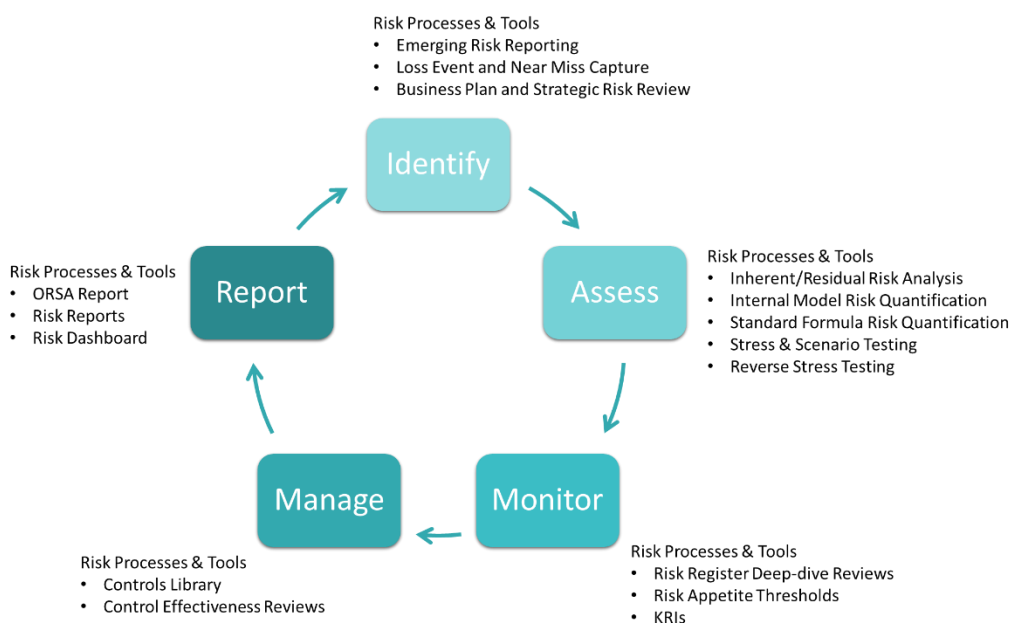 Risk Processes & Tools
• Emerging Risk Reporting
• Loss Event and Near Miss Capture
• Business Plan and Strategic Risk Review
Identify
Assess
Risk Processes & Tools
• Inherent/Residual Risk Analysis
• Internal Model Risk Quantification
• Standard Formula Risk Quantification
• Stress & Scenario Testing
• Reverse Stress Testing
Monitor
Risk Processes & Tools
• Risk Register Deep-dive Reviews
• Risk Appetite Thresholds
• KRIs
Manage
Risk Processes & Tools
• Controls Library
• Control Effectiveness Reviews
Report
Risk Processes & Tools
• ORSA Report
• Risk Reports
• Risk Dashboard